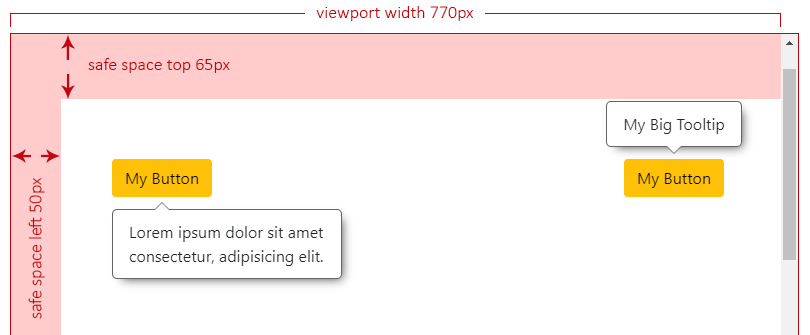 viewport width 770px
safe space top 65px
My Big Tooltip
My Button
My Button
safe space left 50px
Lorem ipsum dolor sit amet
consectetur, adipisicing elit.